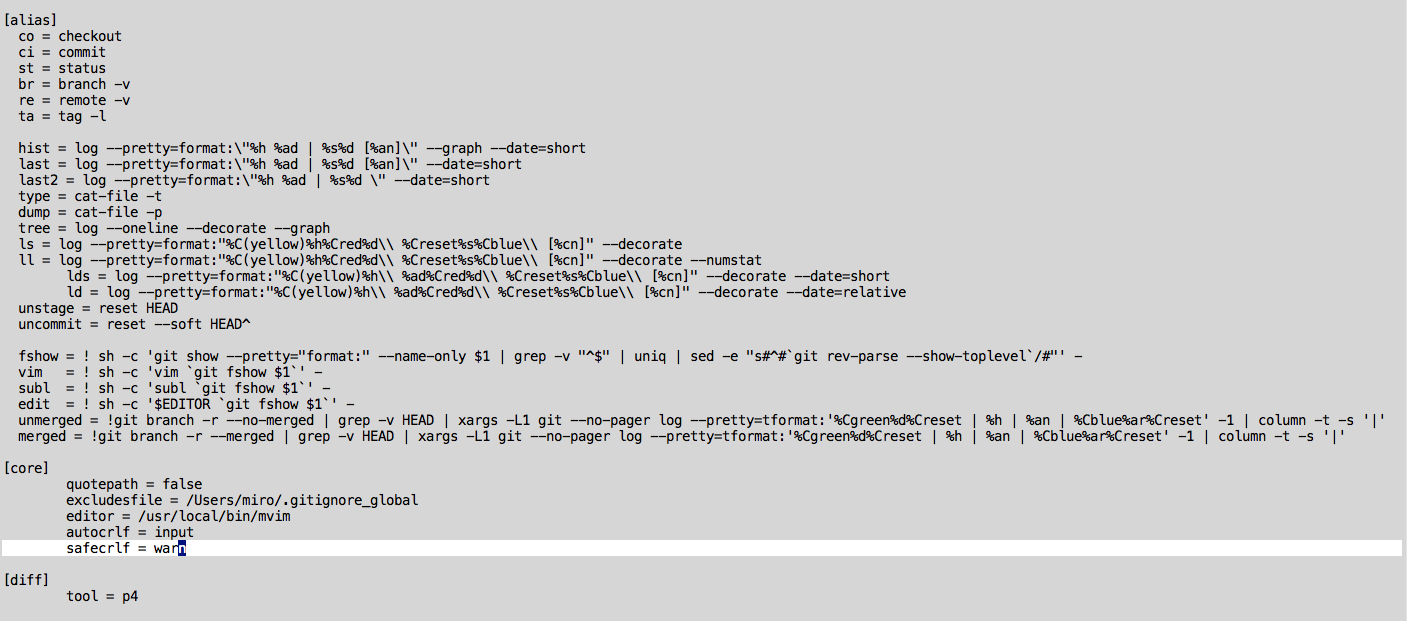 [alias]
  co = checkout
  ci = commit
  st = status
  br = branch -v
  re = remote -v
  ta = tag -l

  hist = log --pretty=format:\"%h %ad | %s%d [%an]\" --graph --date=short
  last = log --pretty=format:\"%h %ad | %s%d [%an]\" --date=short
  last2 = log --pretty=format:\"%h %ad | %s%d \" --date=short
  type = cat-file -t
  dump = cat-file -p
  tree = log --oneline --decorate --graph
  ls = log --pretty=format:"%C(yellow)%h%Cred%d\\ %Creset%s%Cblue\\ [%cn]" --decorate
  ll = log --pretty=format:"%C(yellow)%h%Cred%d\\ %Creset%s%Cblue\\ [%cn]" --decorate --numstat
        lds = log --pretty=format:"%C(yellow)%h\\ %ad%Cred%d\\ %Creset%s%Cblue\\ [%cn]" --decorate --date=short
        ld = log --pretty=format:"%C(yellow)%h\\ %ad%Cred%d\\ %Creset%s%Cblue\\ [%cn]" --decorate --date=relative
  unstage = reset HEAD
  uncommit = reset --soft HEAD^

  fshow = ! sh -c 'git show --pretty="format:" --name-only $1 | grep -v "^$" | uniq | sed -e "s#^#`git rev-parse --show-toplevel`/#"' -
  vim   = ! sh -c 'vim `git fshow $1`' -
  subl  = ! sh -c 'subl `git fshow $1`' -
  edit  = ! sh -c '$EDITOR `git fshow $1`' -
  unmerged = !git branch -r --no-merged | grep -v HEAD | xargs -L1 git --no-pager log --pretty=tformat:'%Cgreen%d%Creset | %h | %an | %Cblue%ar%Creset' -1 | column -t -s '|'
  merged = !git branch -r --merged | grep -v HEAD | xargs -L1 git --no-pager log --pretty=tformat:'%Cgreen%d%Creset | %h | %an | %Cblue%ar%Creset' -1 | column -t -s '|'

[core]
        quotepath = false
        excludesfile = /Users/miro/.gitignore_global
        editor = /usr/local/bin/mvim
        autocrlf = input
        safecrlf = warn

[diff]
        tool = p4